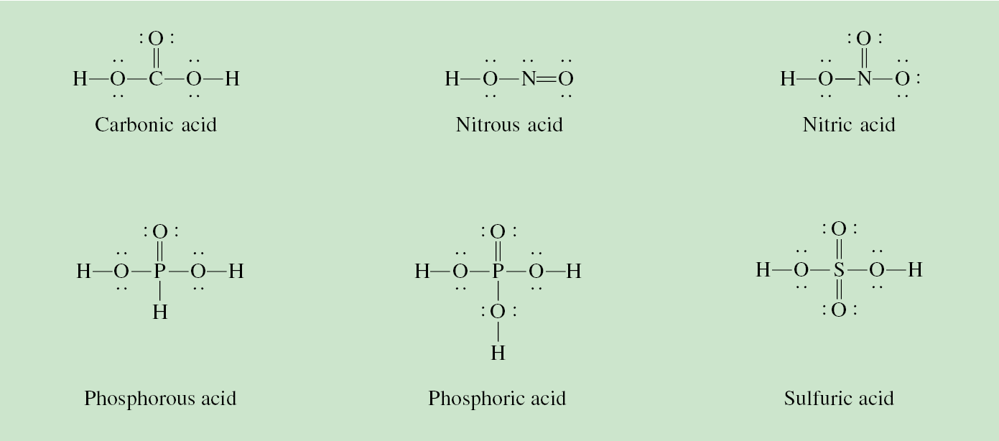 :O:
H—O—C—O—H
Carbonic acid
H—O—N=O
Nitrous acid
:O:
H—O—N—O:
Nitric acid
:O:
H—O—P—O—H
H
Phosphorous acid
:O:
H—O—P—O—H
:O:
H
Phosphoric acid
:O:
H—O—S—O—H
:O:
Sulfuric acid